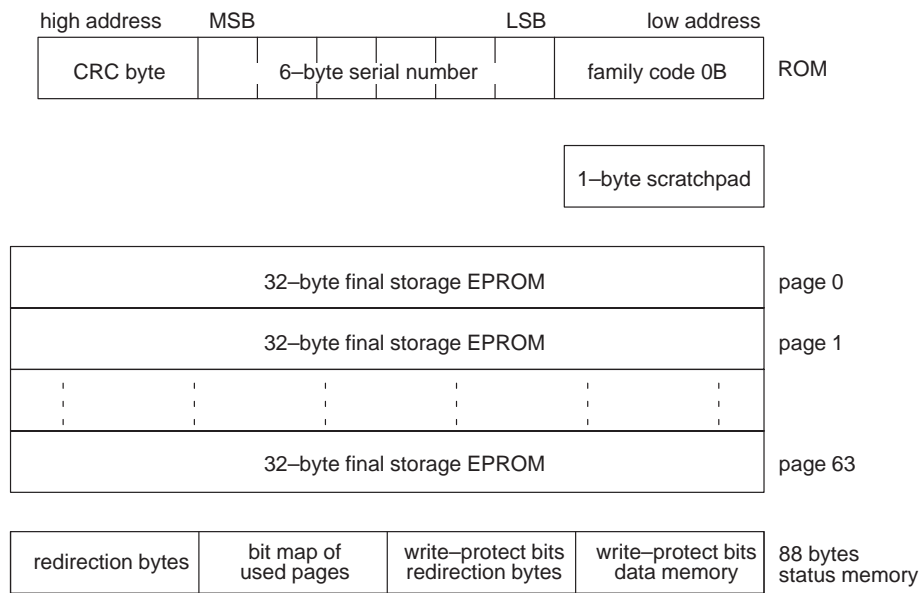 high address MSB LSB low address
CRC byte 6–byte serial number family code 0B ROM
1–byte scratchpad
32–byte final storage EPROM page 0
32–byte final storage EPROM page 1
32–byte final storage EPROM page 63
redirection bytes
bit map of
used pages
write–protect bits
redirection bytes
write–protect bits
data memory
88 bytes
status memory